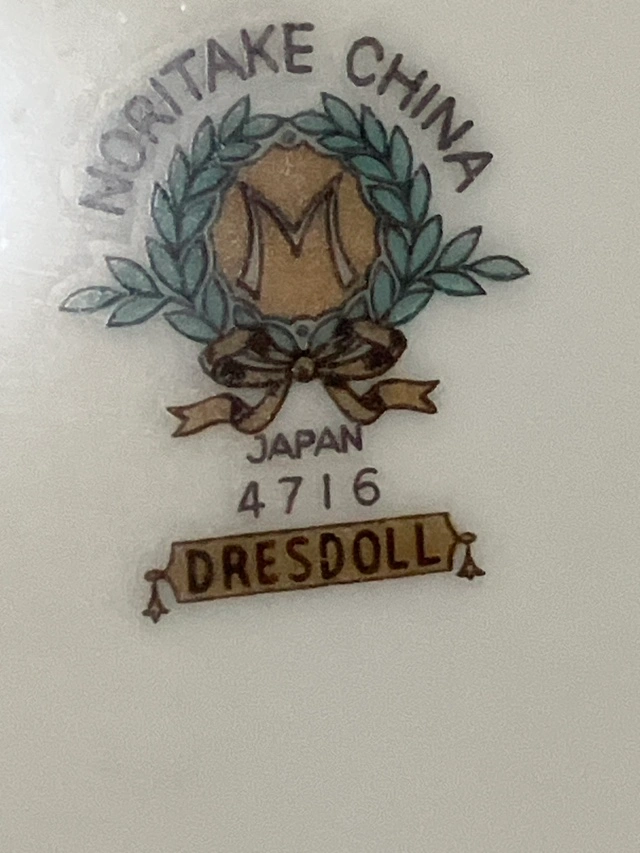 NORITAKE CHINA
M
JAPAN
4716
DRESDOLL